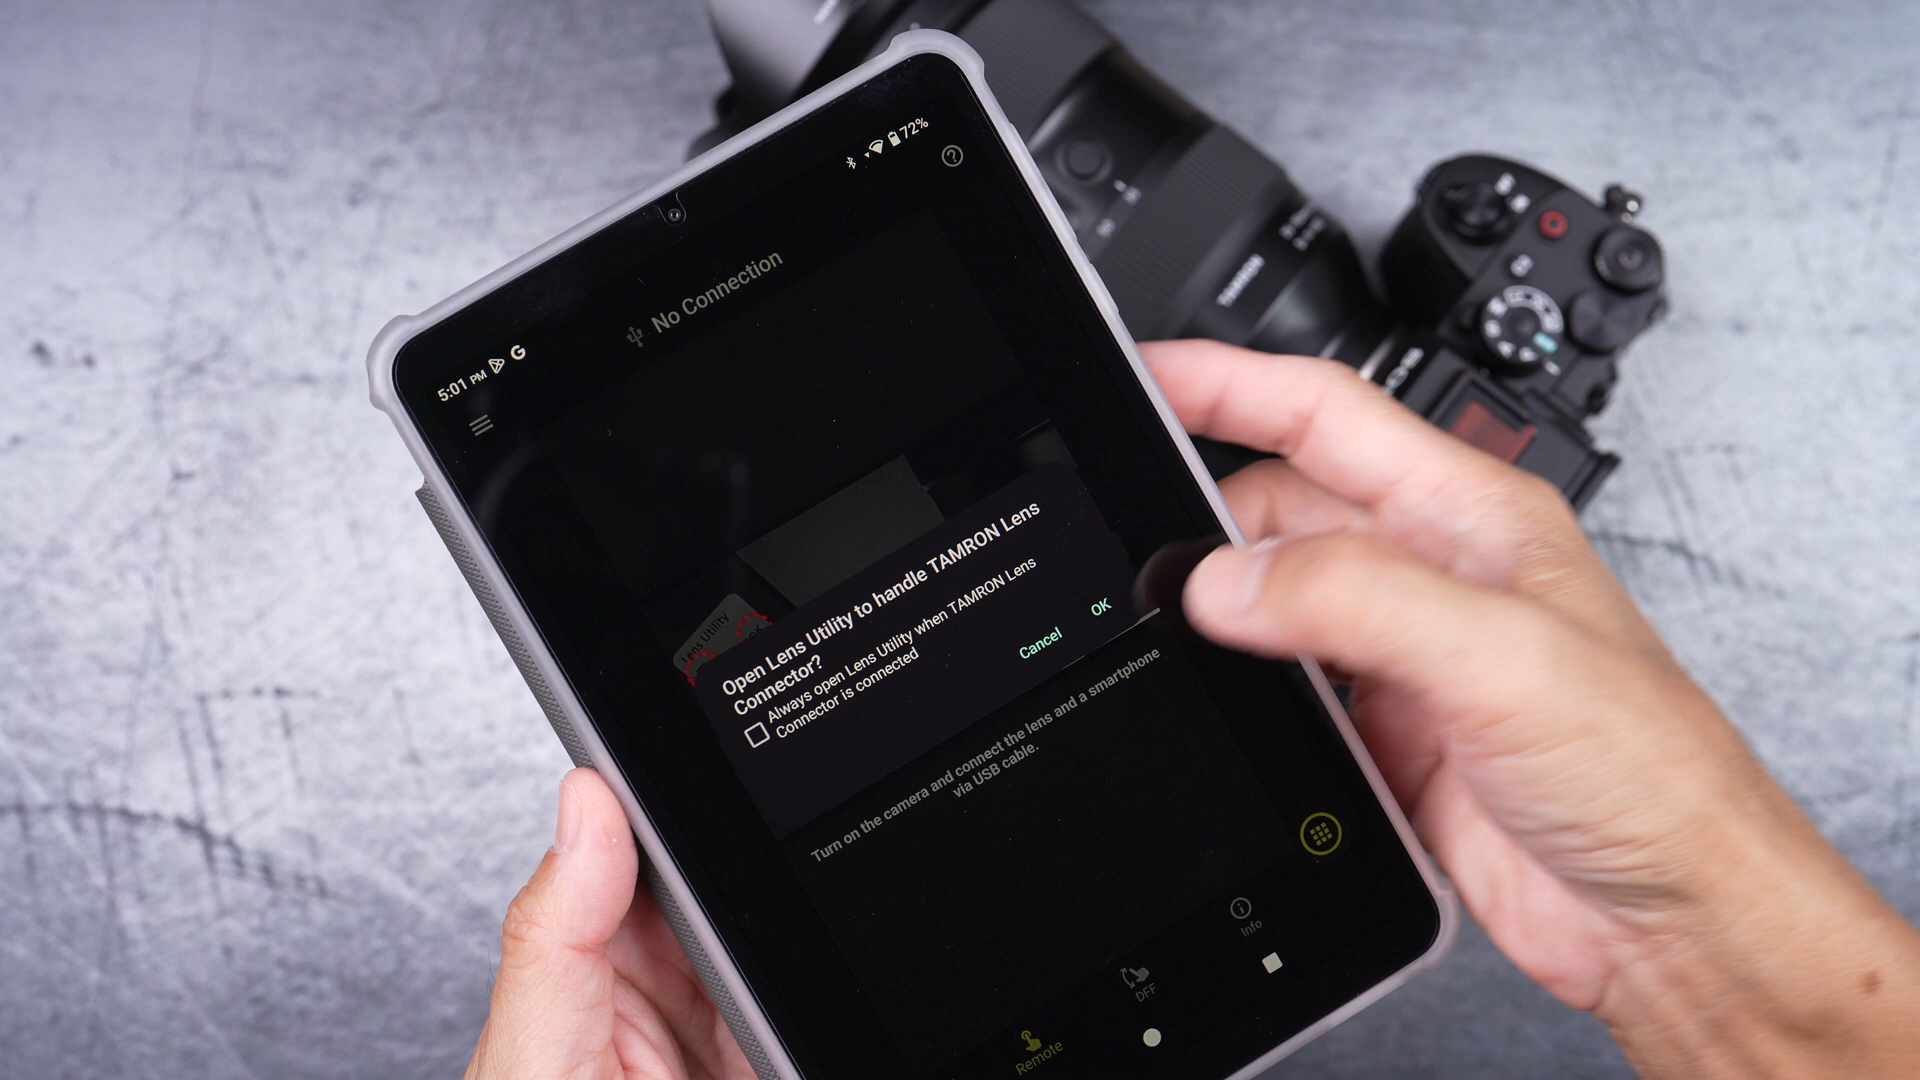 5:01 PM
72%
No Connection
Lens Utility
Open Lens Utility to handle TAMRON Lens
Connector?
Always open Lens Utility when TAMRON Lens
Connector is connected
Cancel
OK
Turn on the camera and connect the lens and a smartphone
via USB cable.
Remote
DFF
Info
TAMRON